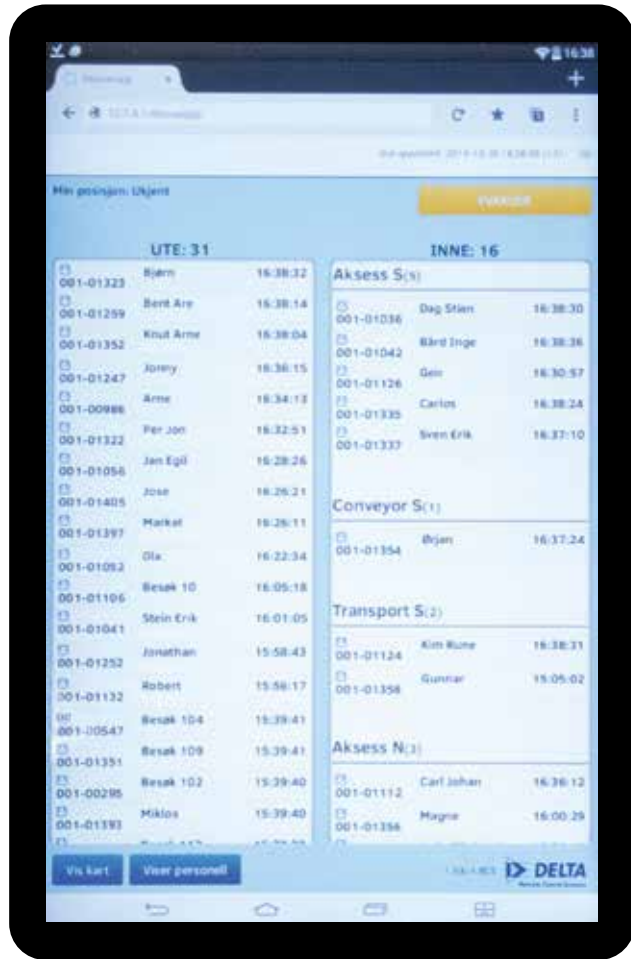 16:38
Min posisjon: Ukjent
EVAKUER
UTE: 31
001-01323 Bjørn 16:38:32
001-01259 Bent Are 16:38:14
001-01352 Knut Arne 16:38:04
001-01247 Jonny 16:36:15
001-00986 Arne 16:34:13
001-01322 Per Jon 16:32:51
001-01056 Jan Egil 16:28:26
001-01405 Jose 16:26:21
001-01397 Markel 16:26:11
001-01052 Ola 16:22:34
001-01106 Besøk 10 16:05:18
001-01041 Stein Erik 16:01:05
001-01252 Jonathan 15:58:43
001-01132 Robert 15:56:17
001-00547 Besøk 104 15:39:41
001-01351 Besøk 109 15:39:41
001-00295 Besøk 102 15:39:40
001-01393 Miklos 15:39:40
INNE: 16
Aksess S(5)
001-01036 Dag Stian 16:38:30
001-01042 Bård Inge 16:38:36
001-01126 Geir 16:30:57
001-01335 Carlos 16:38:24
001-01337 Sven Erik 16:37:10
Conveyor S(1)
001-01354 Ørjan 16:37:24
Transport S(2)
001-01124 Kim Rune 16:38:31
001-01358 Gunnar 15:05:02
Aksess N(3)
001-01112 Carl Johan 16:36:12
001-01356 Magne 16:00:29
Vis kart
Viser personell
DELTA